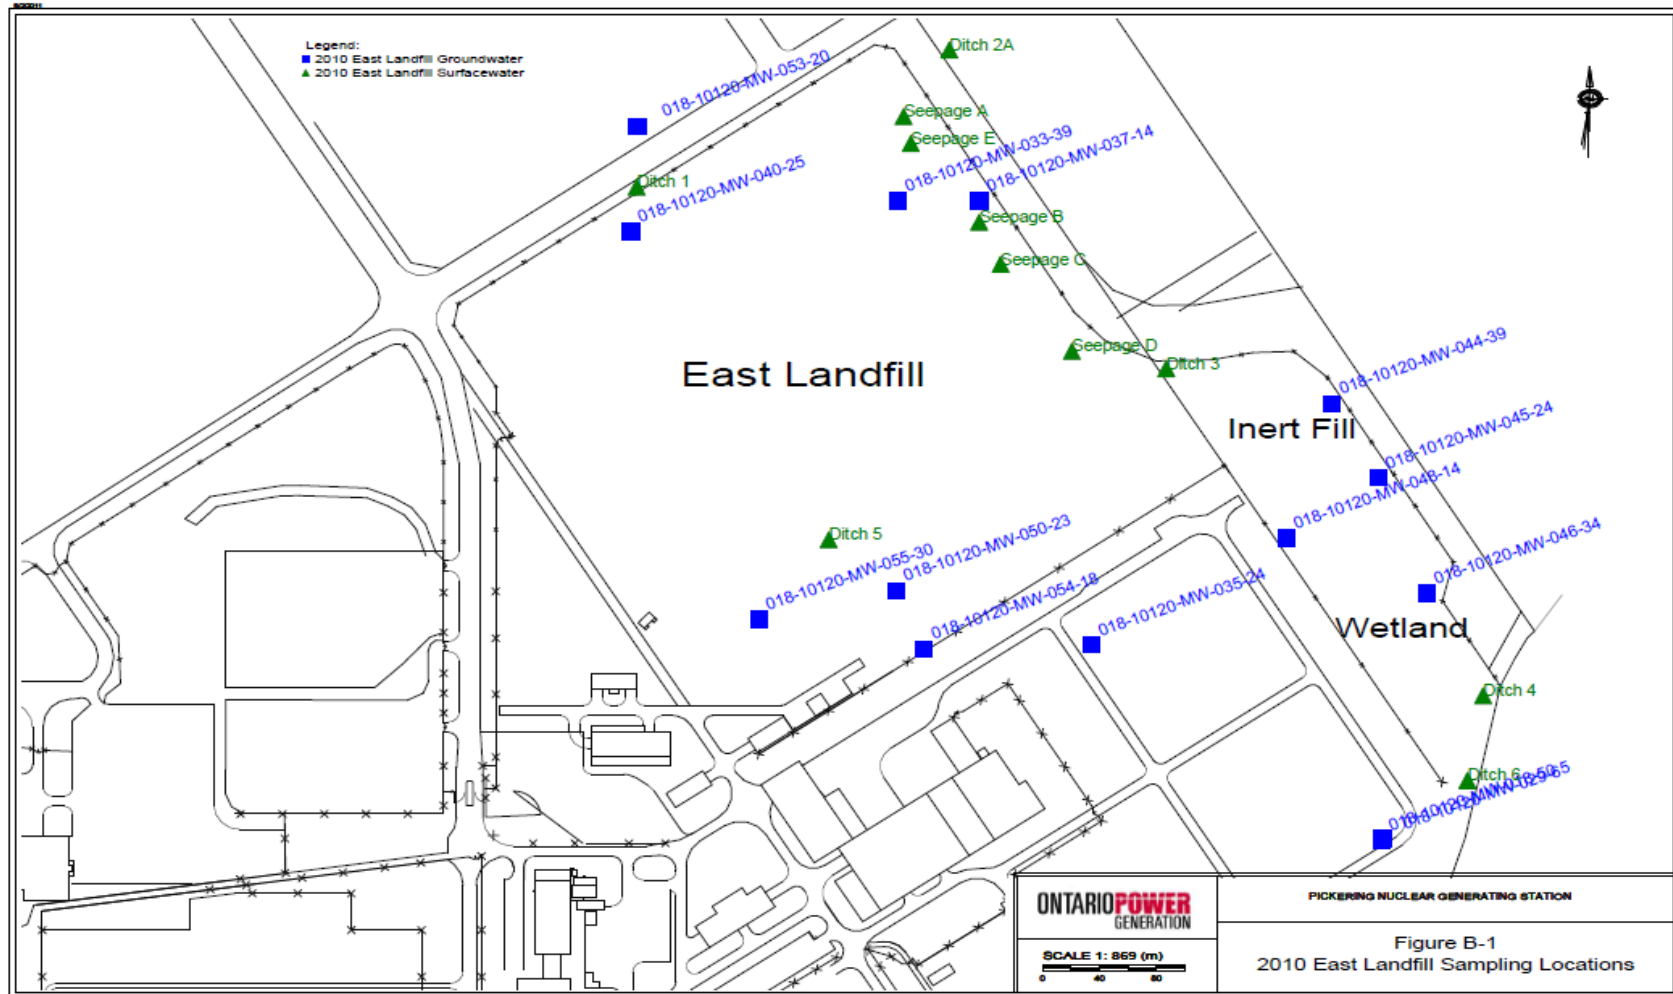 Legend:
2010 East Landfill Groundwater
2010 East Landfill Surfacewater
Ditch 2A
018-10120-MW-053-20
Seepage A
Seepage E
018-10120-MW-033-39
018-10120-MW-037-14
Ditch 1
018-10120-MW-040-25
Seepage B
Seepage C
Seepage D
Ditch 3
East Landfill
018-10120-MW-044-39
Inert Fill
018-10120-MW-045-24
018-10120-MW-048-14
Ditch 5
018-10120-MW-050-23
018-10120-MW-055-30
018-10120-MW-054-18
018-10120-MW-035-24
018-10120-MW-046-34
Wetland
Ditch 4
Ditch 6
ONTARIOPOWER
GENERATION
SCALE 1: 869 (m)
0 40 80
PICKERING NUCLEAR GENERATING STATION
Figure B-1
2010 East Landfill Sampling Locations